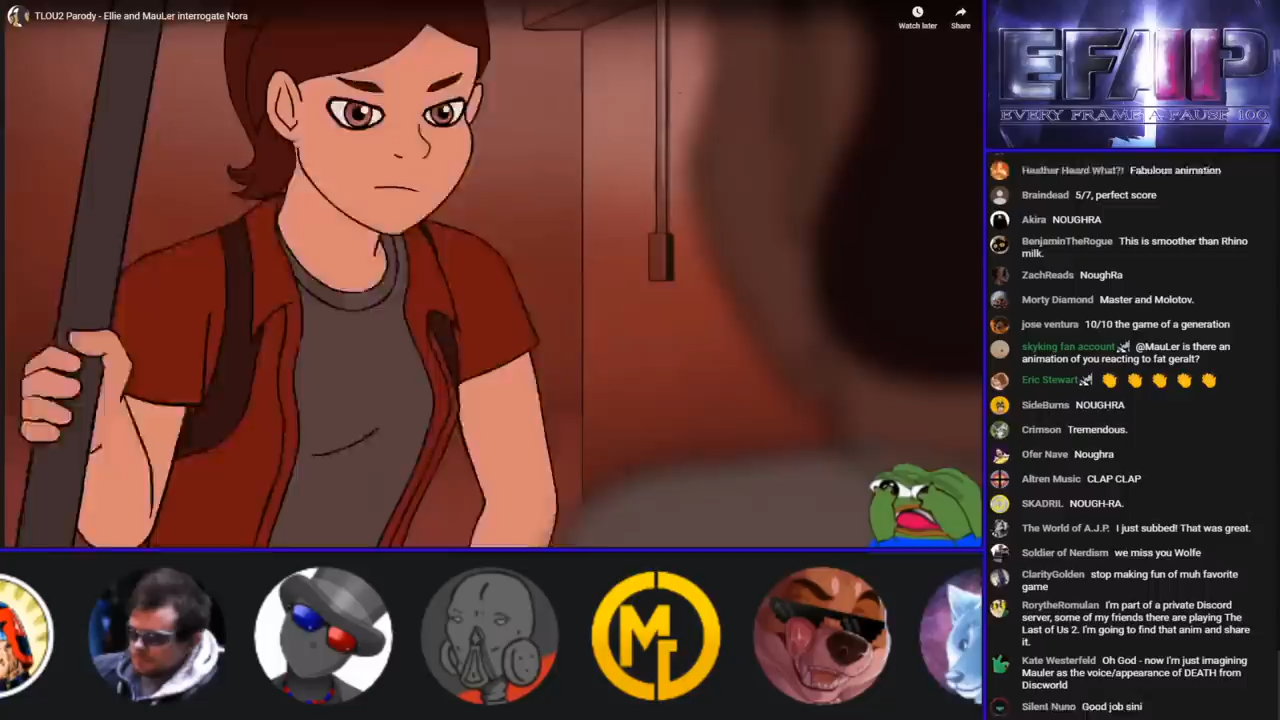 TLOU2 Parody - Ellie and MauLer interrogate Nora
Watch later
Share
EFAP
EVERY FRAME A PAUSE 100
Heather Heard What?! Fabulous animation
Braindead 5/7, perfect score
Akira NOUGHRA
BenjaminTheRogue This is smoother than Rhino
milk.
ZachReads NoughRa
Morty Diamond Master and Molotov.
jose ventura 10/10 the game of a generation
skyking fan account @MauLer is there an
animation of you reacting to fat geralt?
Eric Stewart 👏 👏 👏 👏 👏
SideBurns NOUGHRA
Crimson Tremendous.
Ofer Nave Noughra
Altren Music CLAP CLAP
SKADRIL NOUGH-RA.
The World of A.J.P. I just subbed! That was great.
Soldier of Nerdism we miss you Wolfe
ClarityGolden stop making fun of muh favorite
game
RorytheRomulan I'm part of a private Discord
server, some of my friends there are playing The
Last of Us 2. I'm going to find that anim and share
it.
Kate Westerfeld Oh God - now I'm just imagining
Mauler as the voice/appearance of DEATH from
Discworld
Silent Nuno Good job sini